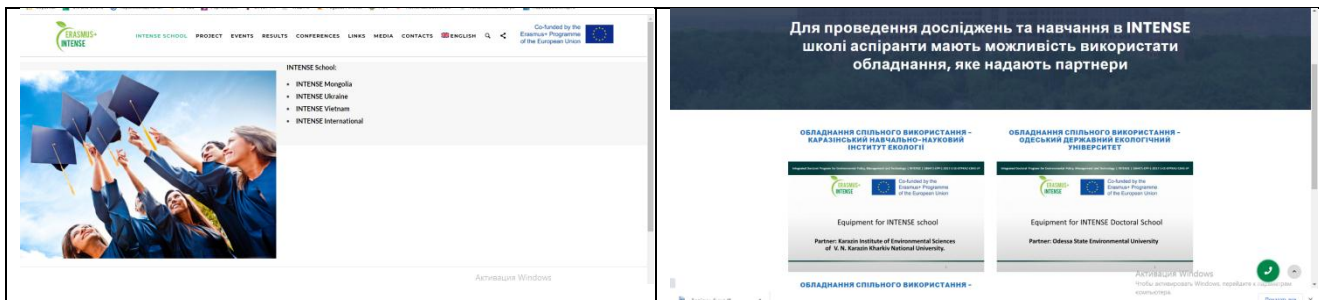 ERASMUS+
INTENSE
INTENSE SCHOOL PROJECT EVENTS RESULTS CONFERENCES LINKS MEDIA CONTACTS ENGLISH
Co-funded by the
Erasmus+ Programme
of the European Union
INTENSE School:
INTENSE Mongolia
INTENSE Ukraine
INTENSE Vietnam
INTENSE International
Активация Windows
Для проведення досліджень та навчання в INTENSE
школі аспіранти мають можливість використати
обладнання, яке надають партнери
ОБЛАДНАННЯ СПІЛЬНОГО ВИКОРИСТАННЯ –
КАРАЗІНСЬКИЙ НАВЧАЛЬНО-НАУКОВИЙ
ІНСТИТУТ ЕКОЛОГІЇ
ERASMUS+
INTENSE
Co-funded by the
Erasmus+ Programme
of the European Union
Equipment for INTENSE school
Partner: Karazin Institute of Environmental Sciences
of V. N. Karazin Kharkiv National University.
ОБЛАДНАННЯ СПІЛЬНОГО ВИКОРИСТАННЯ –
ОДЕСЬКИЙ ДЕРЖАВНИЙ ЕКОЛОГІЧНИЙ
УНІВЕРСИТЕТ
ERASMUS+
INTENSE
Co-funded by the
Erasmus+ Programme
of the European Union
Equipment for INTENSE Doctoral School
Partner: Odessa State Environmental University
ОБЛАДНАННЯ СПІЛЬНОГО ВИКОРИСТАННЯ –
Активация Windows
Чтобы активировать Windows, перейдите к параметрам
компьютера.